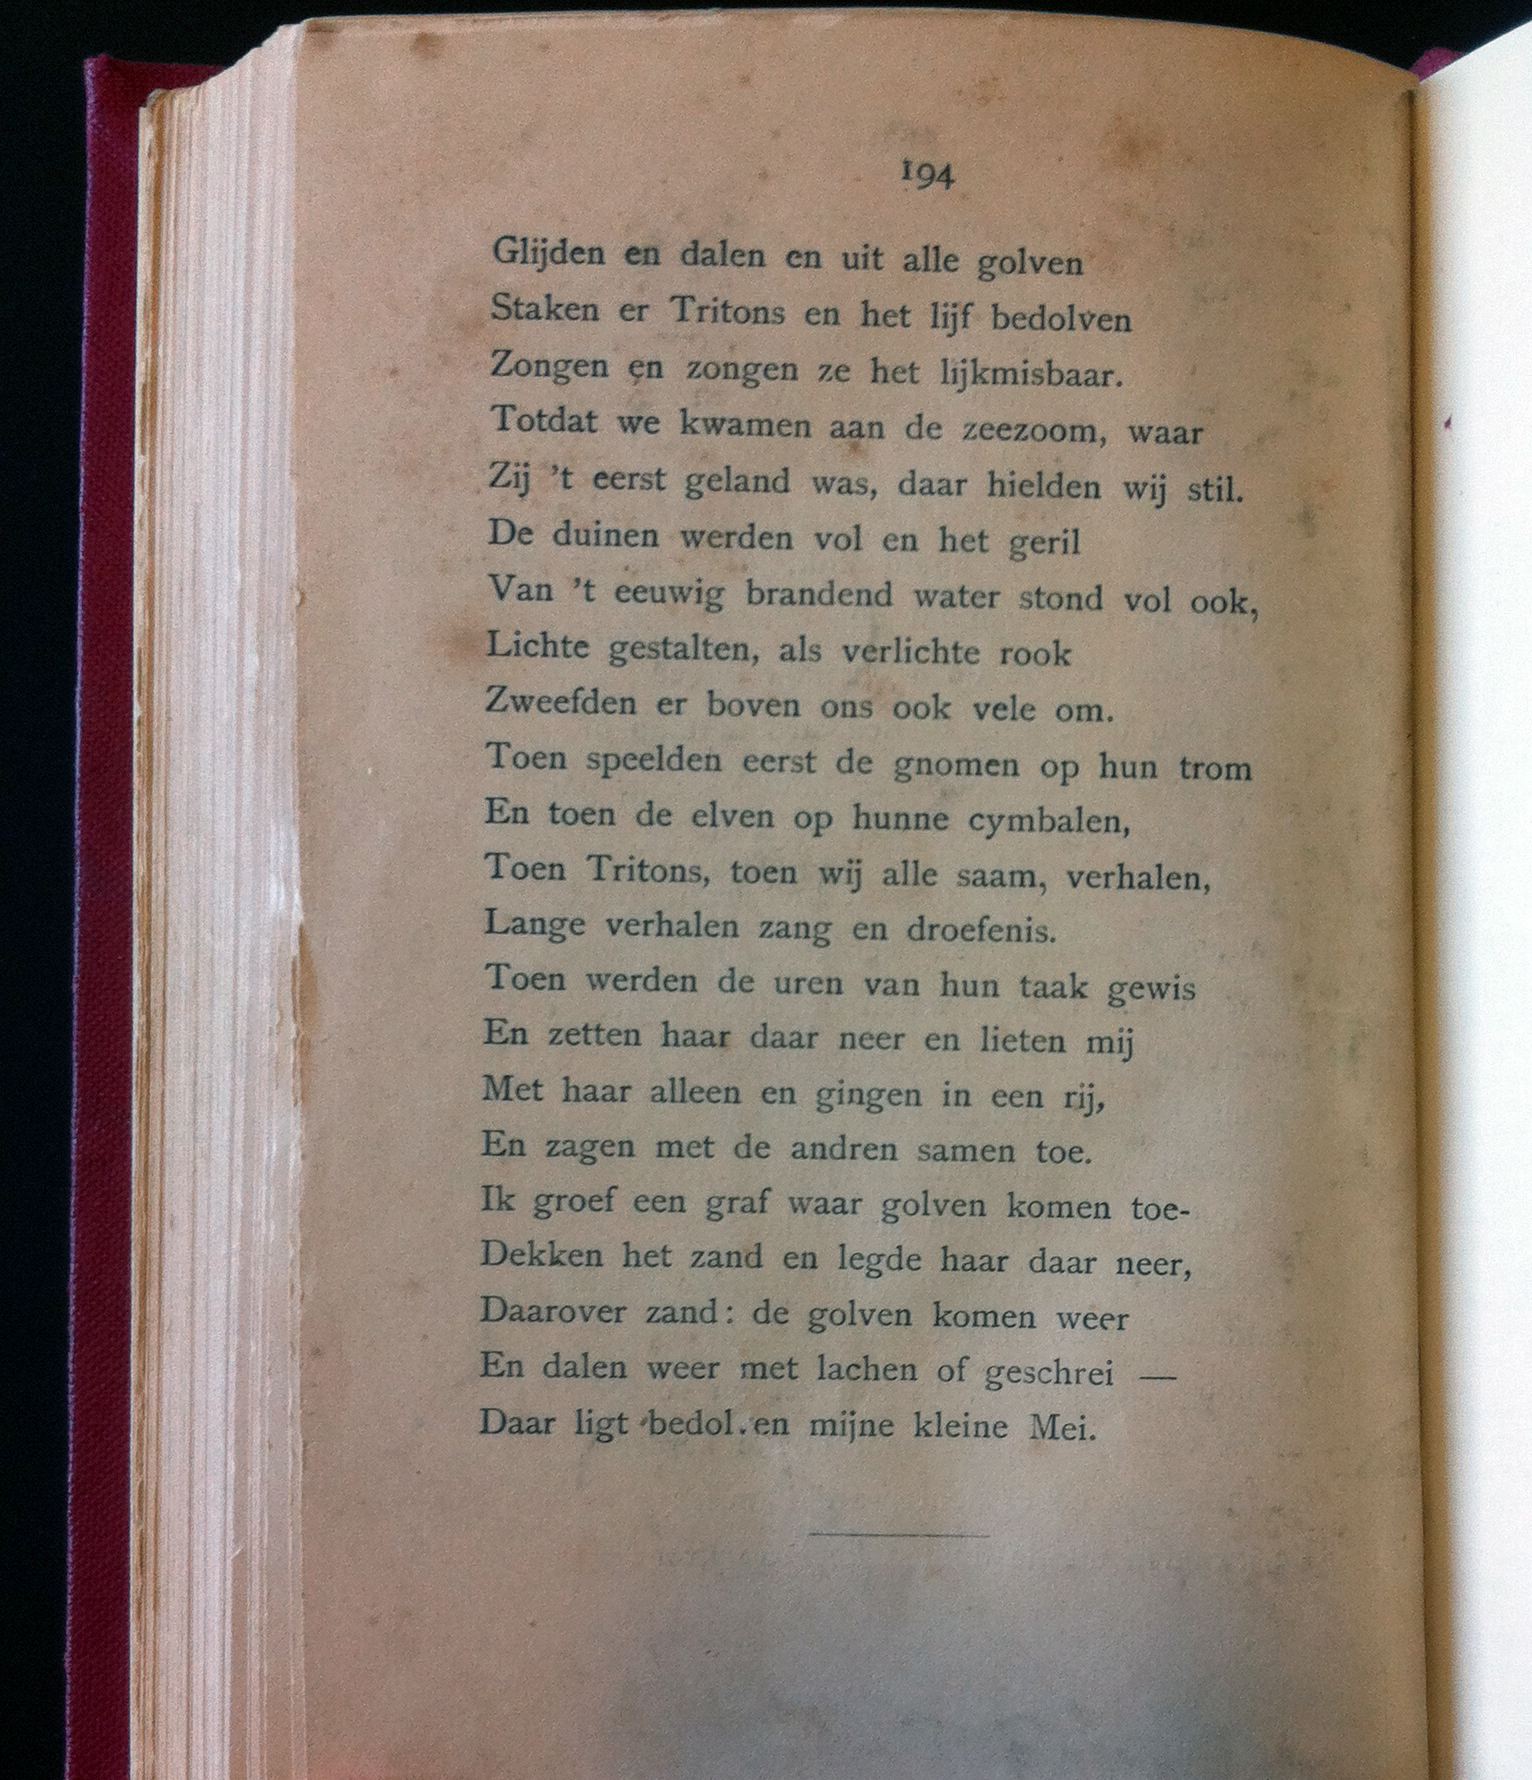 194
Glijden en dalen en uit alle golven
Staken er Tritons en het lijf bedolven
Zongen en zongen ze het lijkmisbaar.
Totdat we kwamen aan de zeezoom, waar
Zij 't eerst geland was, daar hielden wij stil.
De duinen werden vol en het geril
Van 't eeuwig brandend water stond vol ook,
Lichte gestalten, als verlichte rook
Zweefden er boven ons ook vele om.
Toen speelden eerst de gnomen op hun trom
En toen de elven op hunne cymbalen,
Toen Tritons, toen wij alle saam, verhalen,
Lange verhalen zang en droefenis.
Toen werden de uren van hun taak gewis
En zetten haar daar neer en lieten mij
Met haar alleen en gingen in een rij,
En zagen met de andren samen toe.
Ik groef een graf waar golven komen toe-
Dekken het zand en legde haar daar neer,
Daarover zand: de golven komen weer
En dalen weer met lachen of geschrei —
Daar ligt bedol.en mijne kleine Mei.